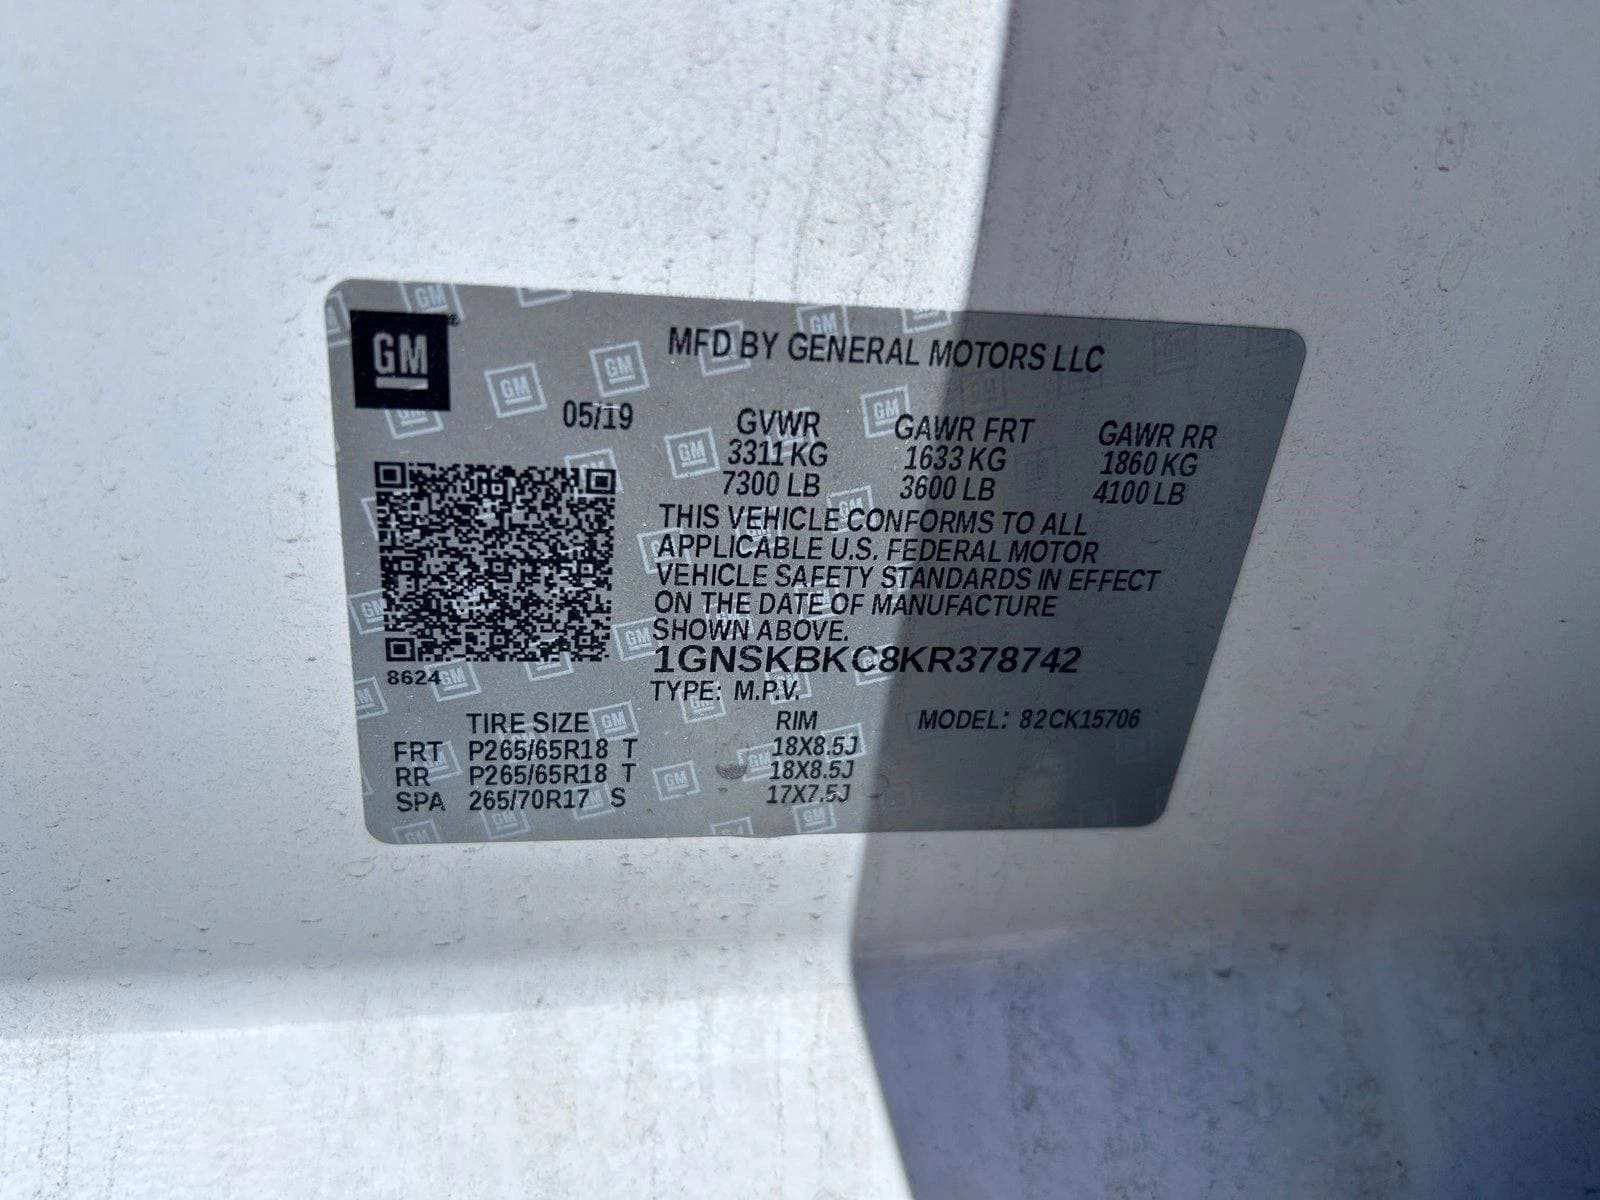 GM
MFD BY GENERAL MOTORS LLC
05/19
GVWR GAWR FRT GAWR RR
3311 KG 1633 KG 1860 KG
7300 LB 3600 LB 4100 LB
THIS VEHICLE CONFORMS TO ALL
APPLICABLE U.S. FEDERAL MOTOR
VEHICLE SAFETY STANDARDS IN EFFECT
ON THE DATE OF MANUFACTURE
SHOWN ABOVE.
1GNSKBKC8KR378742
8624
TYPE: M.P.V.
TIRE SIZE RIM MODEL: 82CK15706
FRT P265/65R18 T 18X8.5J
RR P265/65R18 T 18X8.5J
SPA 265/70R17 S 17X7.5J